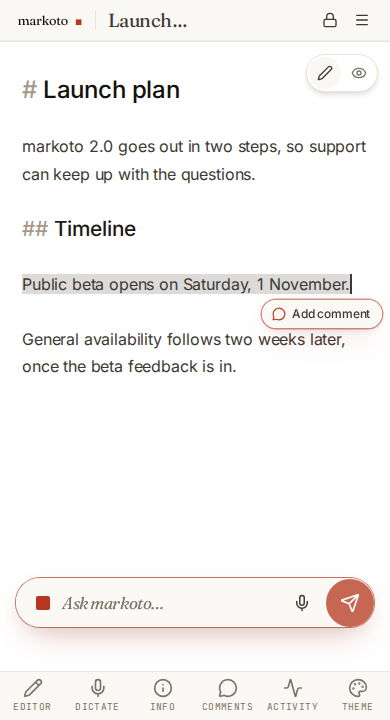 markoto
Launch...
# Launch plan
markoto 2.0 goes out in two steps, so support
can keep up with the questions.
## Timeline
Public beta opens on Saturday, 1 November.
Add comment
General availability follows two weeks later,
once the beta feedback is in.
Ask markoto...
EDITOR
DICTATE
INFO
COMMENTS
ACTIVITY
THEME